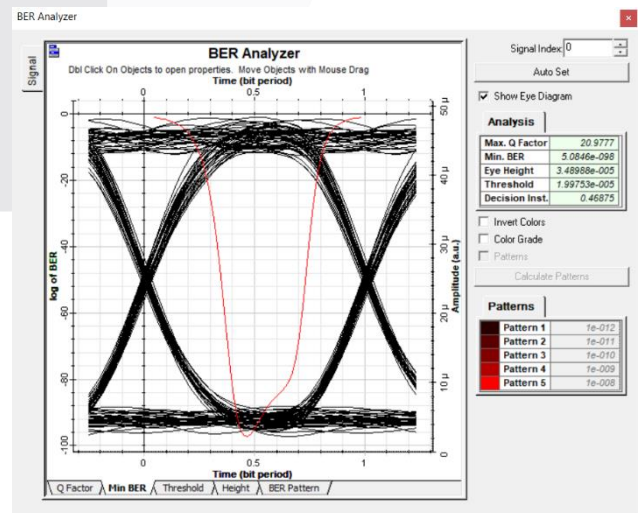 BER Analyzer
Signal
BER Analyzer
Dbl Click On Objects to open properties. Move Objects with Mouse Drag
Time (bit period)
0 0.5 1
log of BER
0
-20
-40
-60
-80
-100
Amplitude (a.u.)
50 µ
40 µ
30 µ
20 µ
10 µ
0
0 0.5 1
Time (bit period)
Q Factor Min BER Threshold Height BER Pattern
Signal Index: 0
Auto Set
Show Eye Diagram
Analysis
Max. Q Factor 20.9777
Min. BER 5.0846e-098
Eye Height 3.48988e-005
Threshold 1.99753e-005
Decision Inst. 0.46875
Invert Colors
Color Grade
Patterns
Calculate Patterns
Patterns
Pattern 1 1e-012
Pattern 2 1e-011
Pattern 3 1e-010
Pattern 4 1e-009
Pattern 5 1e-008